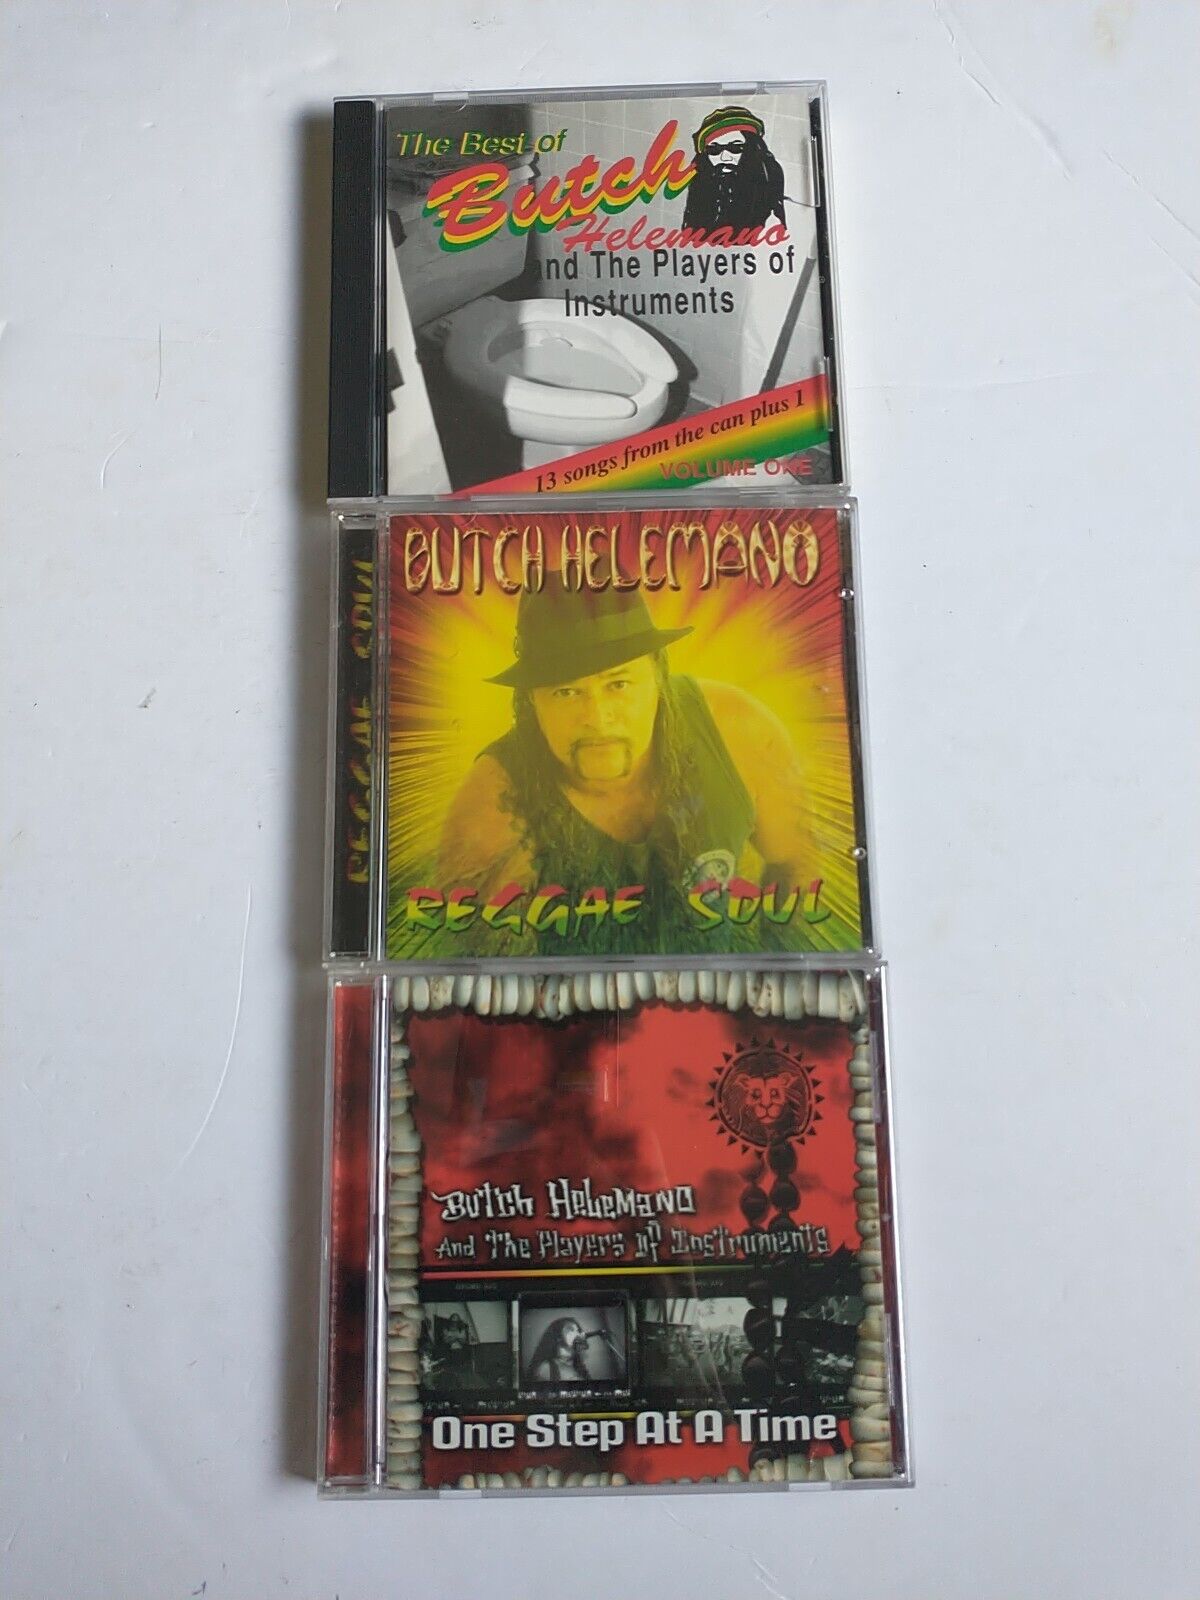 The Best of
Butch
Helemano
nd The Players of
Instruments
13 songs from the can plus 1
VOLUME ONE
BUTCH HELEMANO
REGGAE SOUL
REGGAE SOUL
Butch HeleManO
And The Players Of Instruments
One Step At A Time